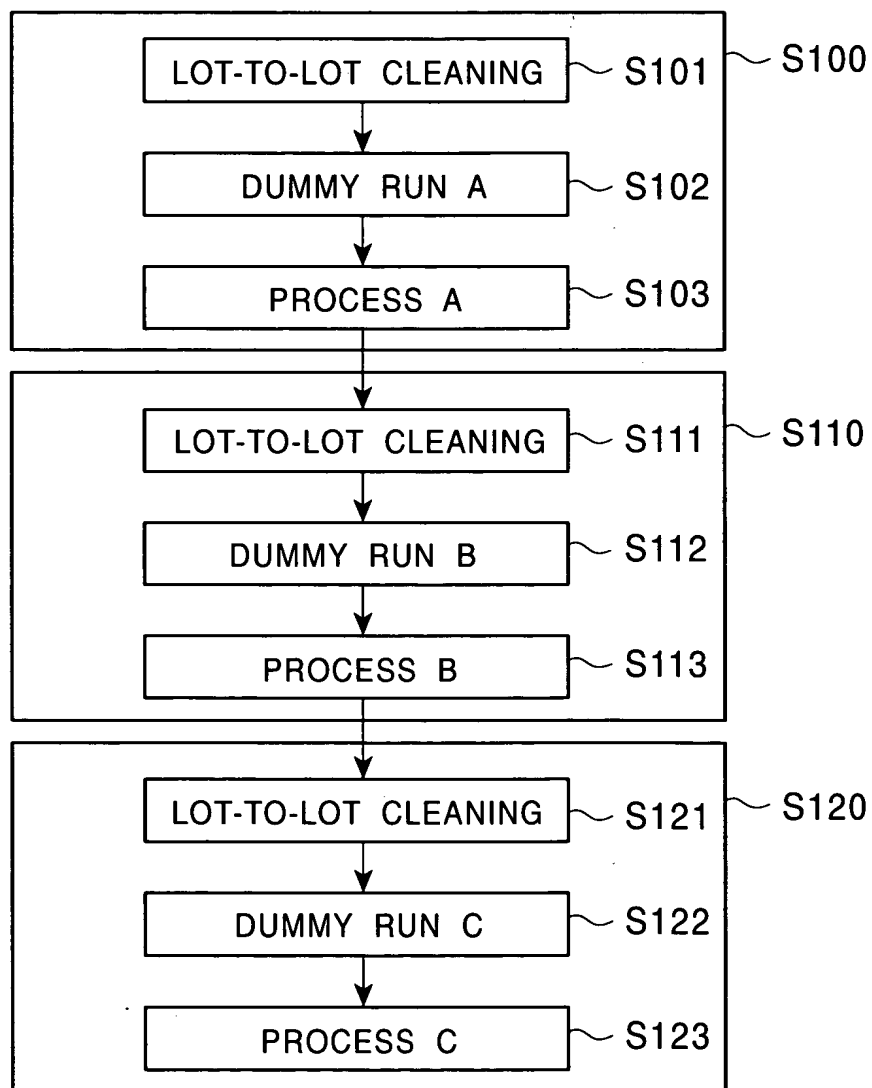 LOT-TO-LOT CLEANING S101 S100
DUMMY RUN A S102
PROCESS A S103
LOT-TO-LOT CLEANING S111 S110
DUMMY RUN B S112
PROCESS B S113
LOT-TO-LOT CLEANING S121 S120
DUMMY RUN C S122
PROCESS C S123